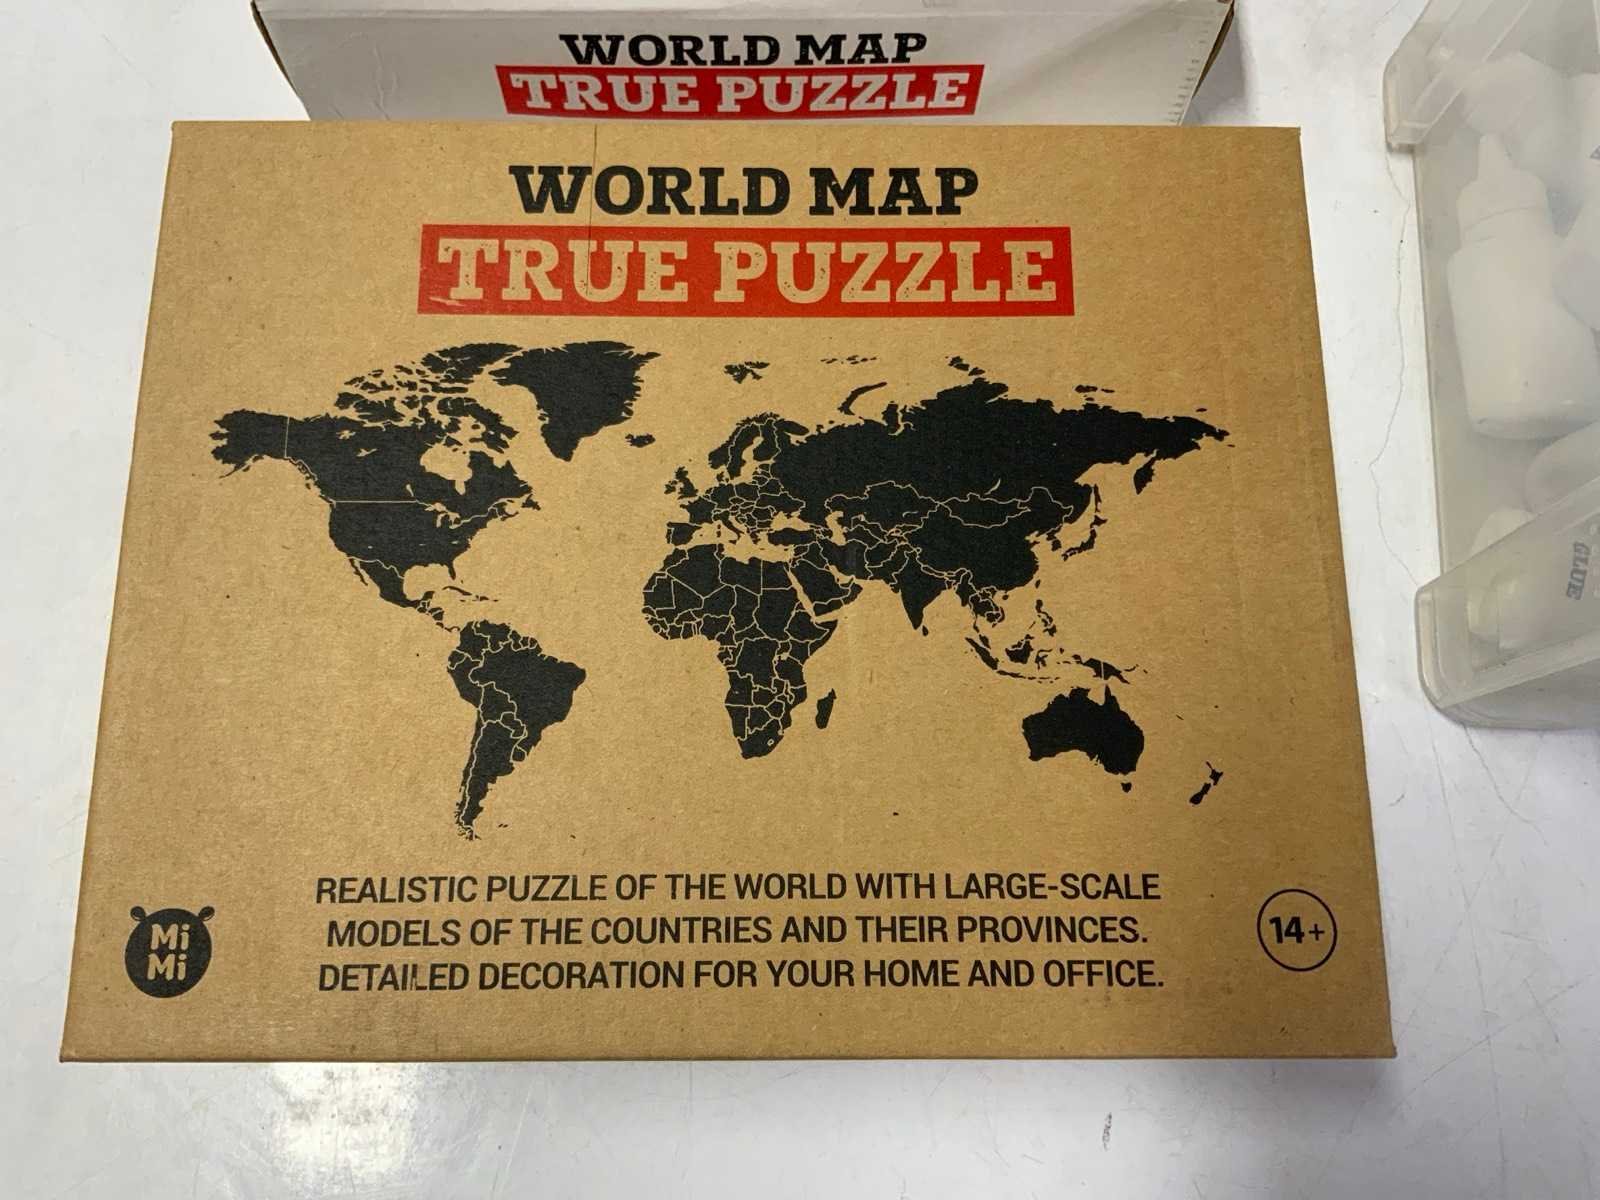 WORLD MAP
TRUE PUZZLE
WORLD MAP
TRUE PUZZLE
REALISTIC PUZZLE OF THE WORLD WITH LARGE-SCALE
MODELS OF THE COUNTRIES AND THEIR PROVINCES.
DETAILED DECORATION FOR YOUR HOME AND OFFICE.
Mi
Mi
14+
GLUE